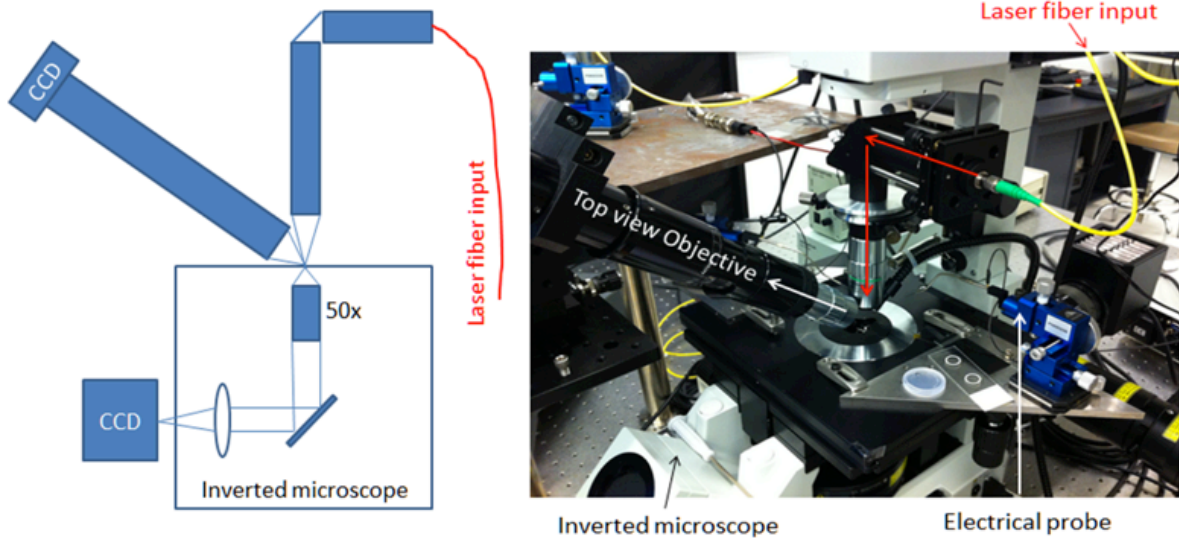 CCD
Laser fiber input
50x
CCD
Inverted microscope
Laser fiber input
Top view Objective
Inverted microscope
Electrical probe